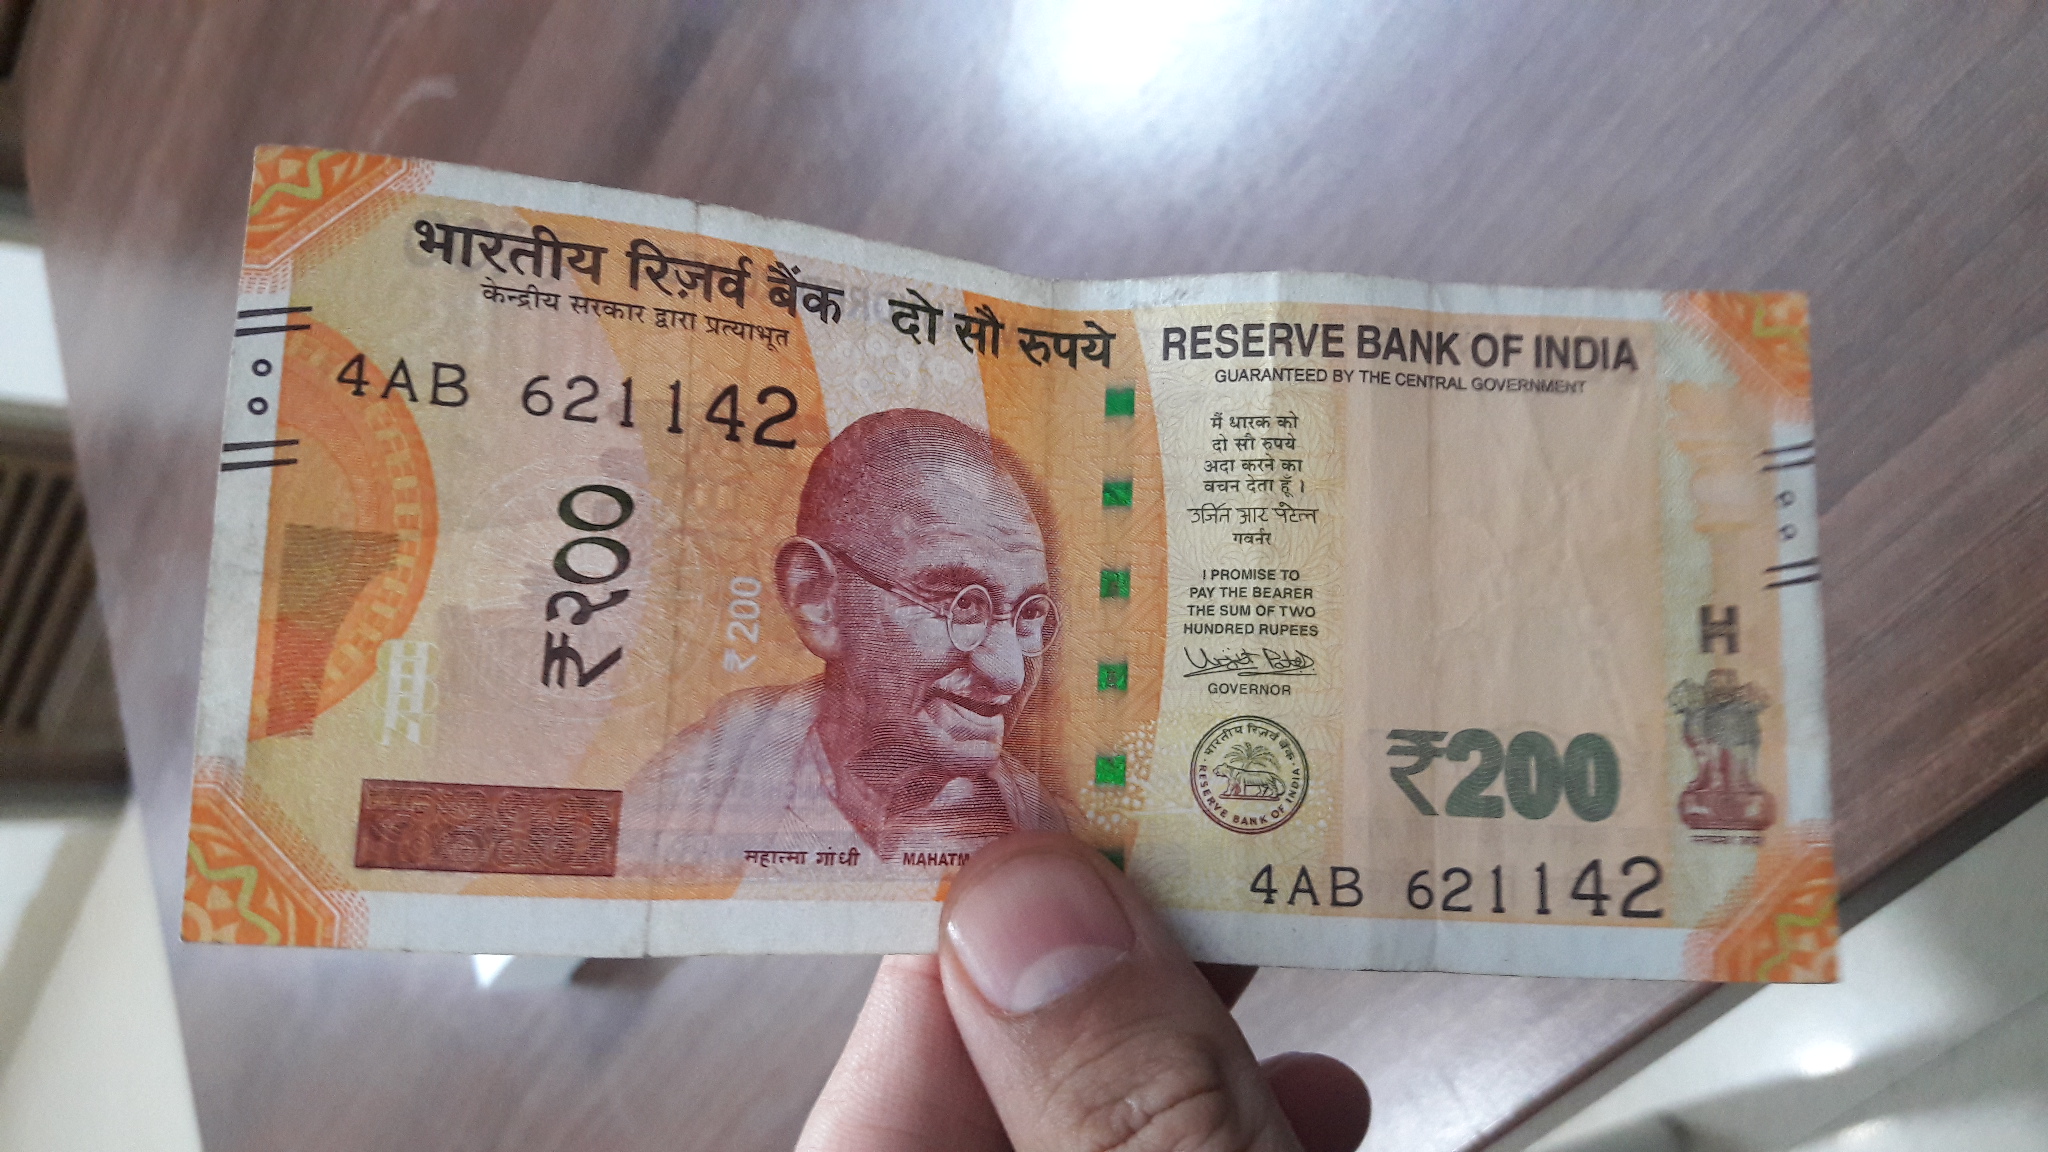 भारतीय रिज़र्व बैंक
केन्द्रीय सरकार द्वारा प्रत्याभूत
दो सौ रुपये
RESERVE BANK OF INDIA
GUARANTEED BY THE CENTRAL GOVERNMENT
4AB 621142
₹२००
₹200
मैं धारक को
दो सौ रुपये
अदा करने का
वचन देता हूँ।
उर्जित आर पटेल
गवर्नर
I PROMISE TO
PAY THE BEARER
THE SUM OF TWO
HUNDRED RUPEES
Urjit Patel
GOVERNOR
भारतीय रिज़र्व बैंक
RESERVE BANK OF INDIA
H
₹200
4AB 621142
महात्मा गांधी